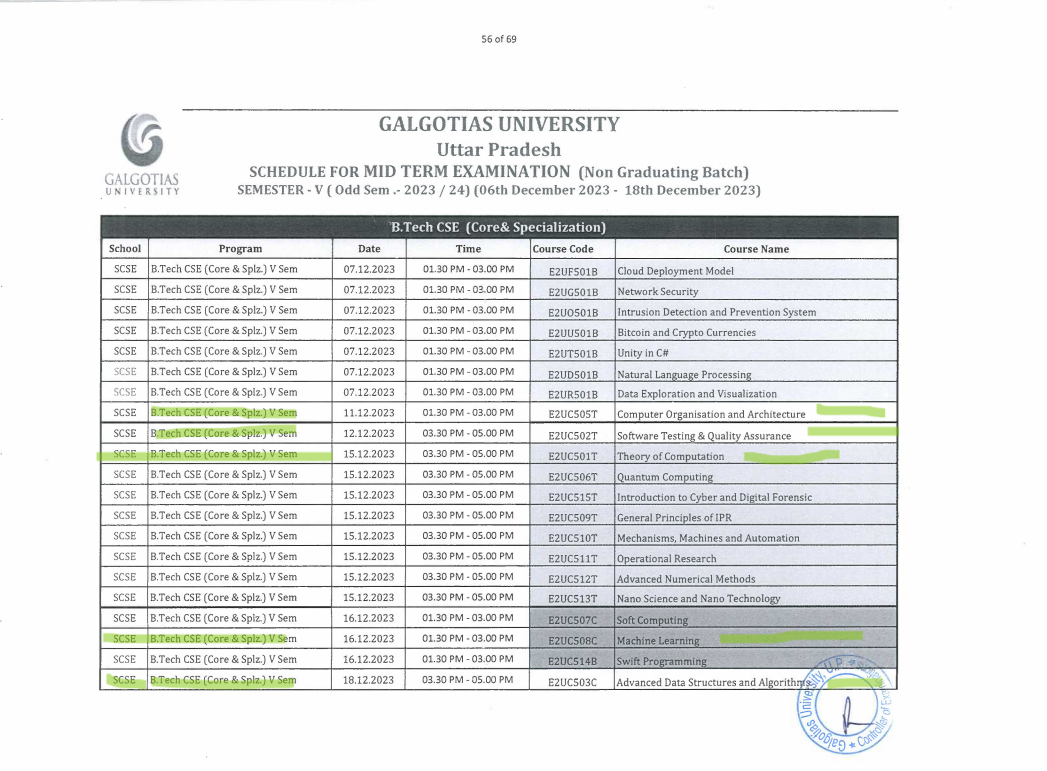 56 of 69
GALGOTIAS UNIVERSITY
Uttar Pradesh
GALGOTIAS
UNIVERSITY
SCHEDULE FOR MID TERM EXAMINATION (Non Graduating Batch)
SEMESTER - V ( Odd Sem .- 2023 / 24) (06th December 2023 - 18th December 2023)
B.Tech CSE (Core& Specialization)
School Program Date Time Course Code Course Name
SCSE B.Tech CSE (Core & Splz.) V Sem 07.12.2023 01.30 PM - 03.00 PM E2UF501B Cloud Deployment Model
SCSE B.Tech CSE (Core & Splz.) V Sem 07.12.2023 01.30 PM - 03.00 PM E2UG501B Network Security
SCSE B.Tech CSE (Core & Splz.) V Sem 07.12.2023 01.30 PM - 03.00 PM E2UO501B Intrusion Detection and Prevention System
SCSE B.Tech CSE (Core & Splz.) V Sem 07.12.2023 01.30 PM - 03.00 PM E2UU501B Bitcoin and Crypto Currencies
SCSE B.Tech CSE (Core & Splz.) V Sem 07.12.2023 01.30 PM - 03.00 PM E2UT501B Unity in C#
SCSE B.Tech CSE (Core & Splz.) V Sem 07.12.2023 01.30 PM - 03.00 PM E2UD501B Natural Language Processing
SCSE B.Tech CSE (Core & Splz.) V Sem 07.12.2023 01.30 PM - 03.00 PM E2UR501B Data Exploration and Visualization
SCSE B.Tech CSE (Core & Splz.) V Sem 11.12.2023 01.30 PM - 03.00 PM E2UC505T Computer Organisation and Architecture
SCSE B.Tech CSE (Core & Splz.) V Sem 12.12.2023 03.30 PM - 05.00 PM E2UC502T Software Testing & Quality Assurance
SCSE B.Tech CSE (Core & Splz.) V Sem 15.12.2023 03.30 PM - 05.00 PM E2UC501T Theory of Computation
SCSE B.Tech CSE (Core & Splz.) V Sem 15.12.2023 03.30 PM - 05.00 PM E2UC506T Quantum Computing
SCSE B.Tech CSE (Core & Splz.) V Sem 15.12.2023 03.30 PM - 05.00 PM E2UC515T Introduction to Cyber and Digital Forensic
SCSE B.Tech CSE (Core & Splz.) V Sem 15.12.2023 03.30 PM - 05.00 PM E2UC509T General Principles of IPR
SCSE B.Tech CSE (Core & Splz.) V Sem 15.12.2023 03.30 PM - 05.00 PM E2UC510T Mechanisms, Machines and Automation
SCSE B.Tech CSE (Core & Splz.) V Sem 15.12.2023 03.30 PM - 05.00 PM E2UC511T Operational Research
SCSE B.Tech CSE (Core & Splz.) V Sem 15.12.2023 03.30 PM - 05.00 PM E2UC512T Advanced Numerical Methods
SCSE B.Tech CSE (Core & Splz.) V Sem 15.12.2023 03.30 PM - 05.00 PM E2UC513T Nano Science and Nano Technology
SCSE B.Tech CSE (Core & Splz.) V Sem 16.12.2023 01.30 PM - 03.00 PM E2UC507C Soft Computing
SCSE B.Tech CSE (Core & Splz.) V Sem 16.12.2023 01.30 PM - 03.00 PM E2UC508C Machine Learning
SCSE B.Tech CSE (Core & Splz.) V Sem 16.12.2023 01.30 PM - 03.00 PM E2UC514B Swift Programming
SCSE B.Tech CSE (Core & Splz.) V Sem 18.12.2023 03.30 PM - 05.00 PM E2UC503C Advanced Data Structures and Algorithms
Galgotias University, U.P. * Controller of